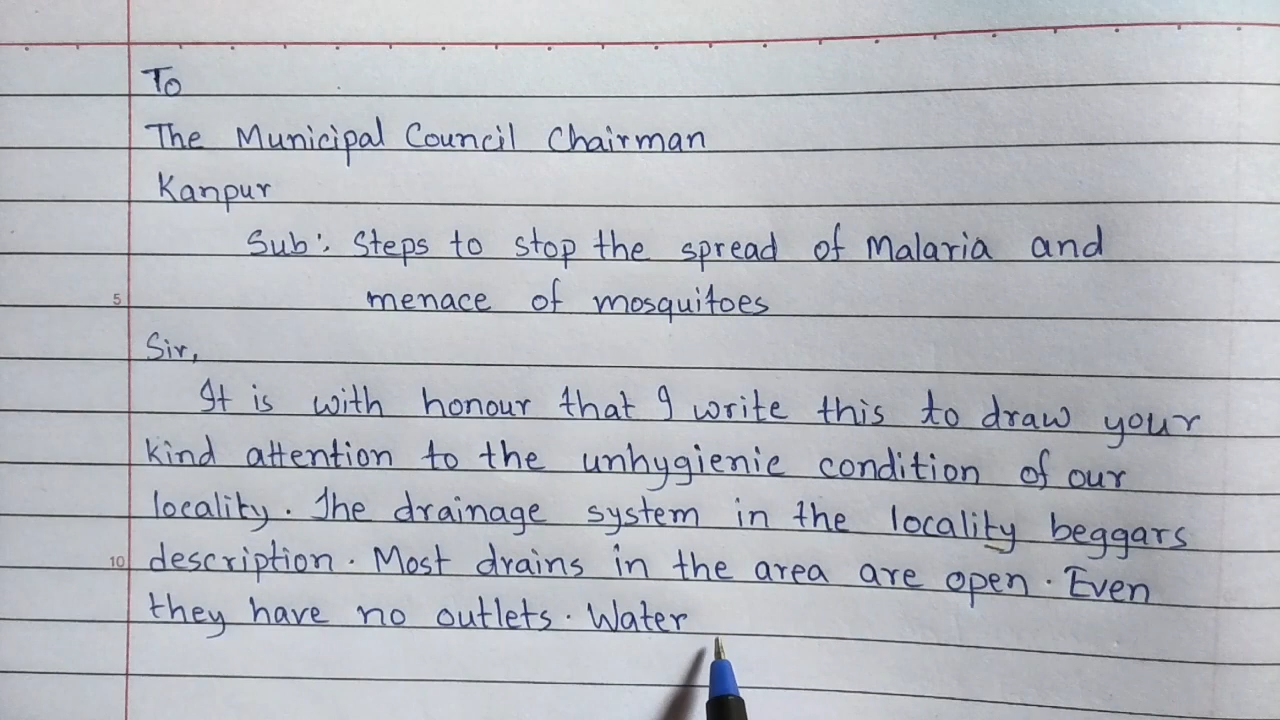 To
The Municipal Council Chairman
Kanpur
Sub: Steps to stop the spread of Malaria and
menace of mosquitoes
5
Sir,
It is with honour that I write this to draw your
kind attention to the unhygienic condition of our
locality. The drainage system in the locality beggars
10 description. Most drains in the area are open. Even
they have no outlets. Water